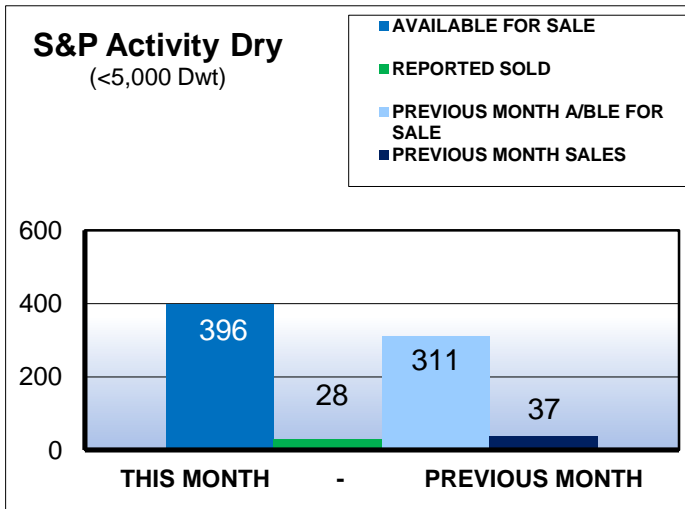 S&P Activity Dry
(<5,000 Dwt)
AVAILABLE FOR SALE
REPORTED SOLD
PREVIOUS MONTH A/BLE FOR
SALE
PREVIOUS MONTH SALES
600
400
200
0
396
28
311
37
THIS MONTH - PREVIOUS MONTH